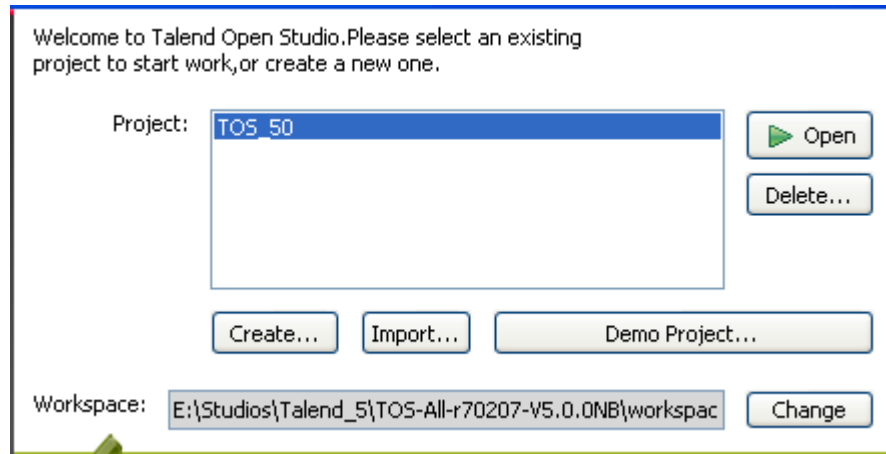 Welcome to Talend Open Studio.Please select an existing
project to start work,or create a new one.
Project:
TOS_50
Open
Delete...
Create...
Import...
Demo Project...
Workspace:
E:\Studios\Talend_5\TOS-All-r70207-V5.0.0NB\workspac
Change